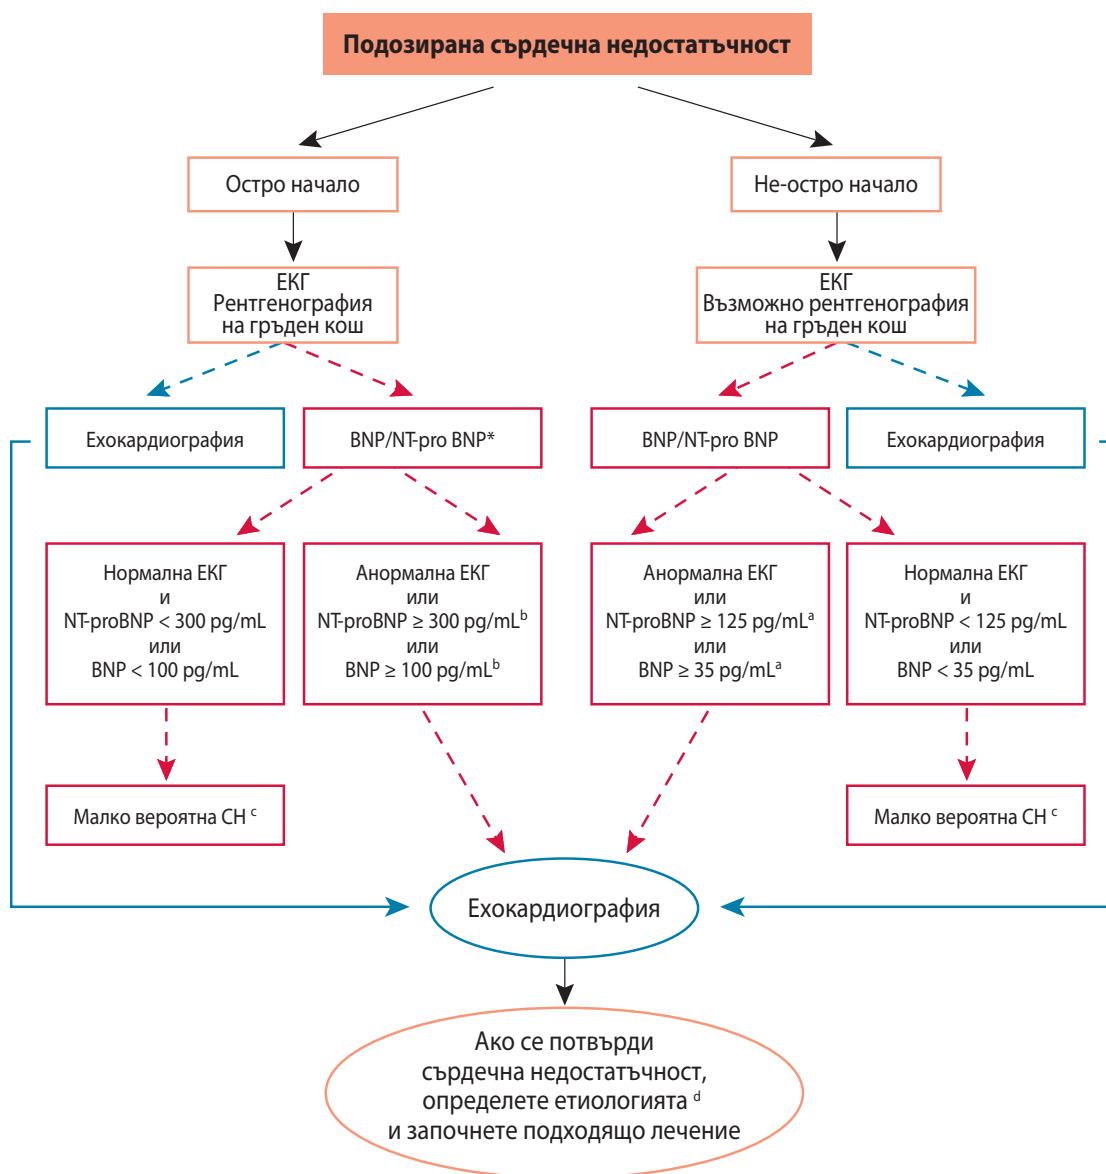 Подозирана сърдечна недостатъчност
Остро начало
Не-остро начало
ЕКГ
Рентгенография
на гръден кош
ЕКГ
Възможно рентгенография
на гръден кош
Ехокардиография
BNP/NT-pro BNP*
BNP/NT-pro BNP
Ехокардиография
Нормална ЕКГ
и
NT-proBNP < 300 pg/mL
или
BNP < 100 pg/mL
Анормална ЕКГ
или
NT-proBNP ≥ 300 pg/mL b
или
BNP ≥ 100 pg/mL b
Анормална ЕКГ
или
NT-proBNP ≥ 125 pg/mL a
или
BNP ≥ 35 pg/mL a
Нормална ЕКГ
и
NT-proBNP < 125 pg/mL
или
BNP < 35 pg/mL
Малко вероятна СН c
Малко вероятна СН c
Ехокардиография
Ако се потвърди
сърдечна недостатъчност,
определете етиологията d
и започнете подходящо лечение